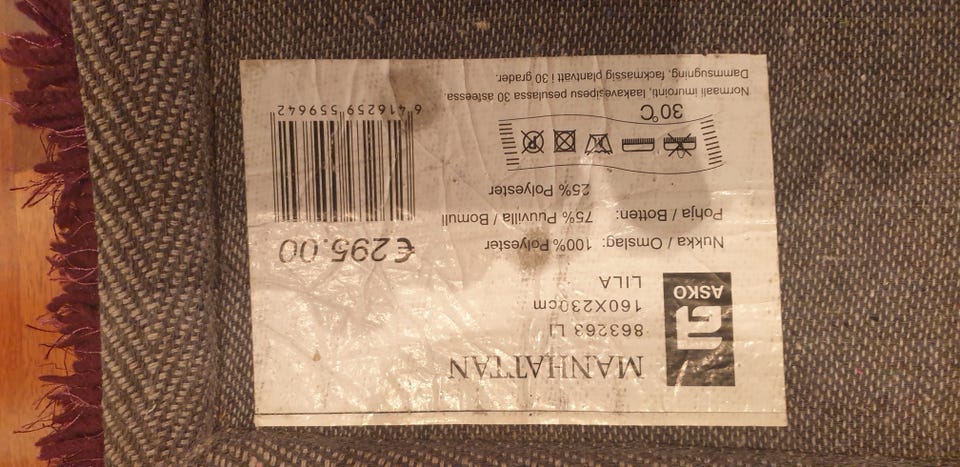 MANHATTAN
863263 LI
160X230cm
LILA
ASKO
Nukka / Omslag: 100% Polyester
Pohja / Botten: 75% Puuvilla / Bomull
25% Polyester
€295.00
6 416259 559642
30°C
Normaali imurointi, laakavesipesu pesulassa 30 asteessa.
Dammsugning, fackmässig plantvätt i 30 grader.